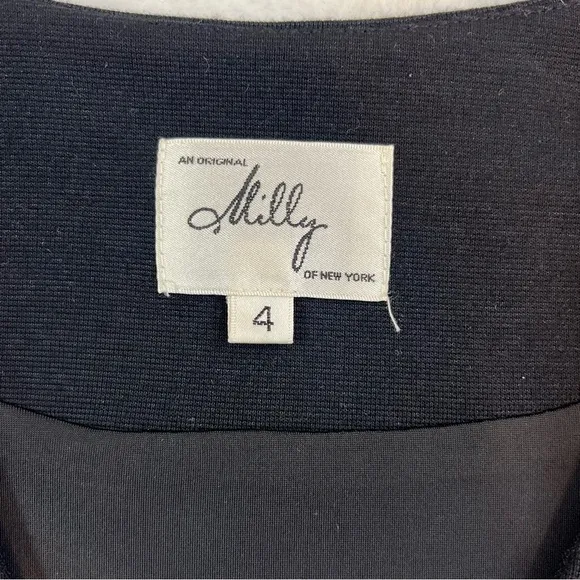 AN ORIGINAL
Milly
OF NEW YORK
4